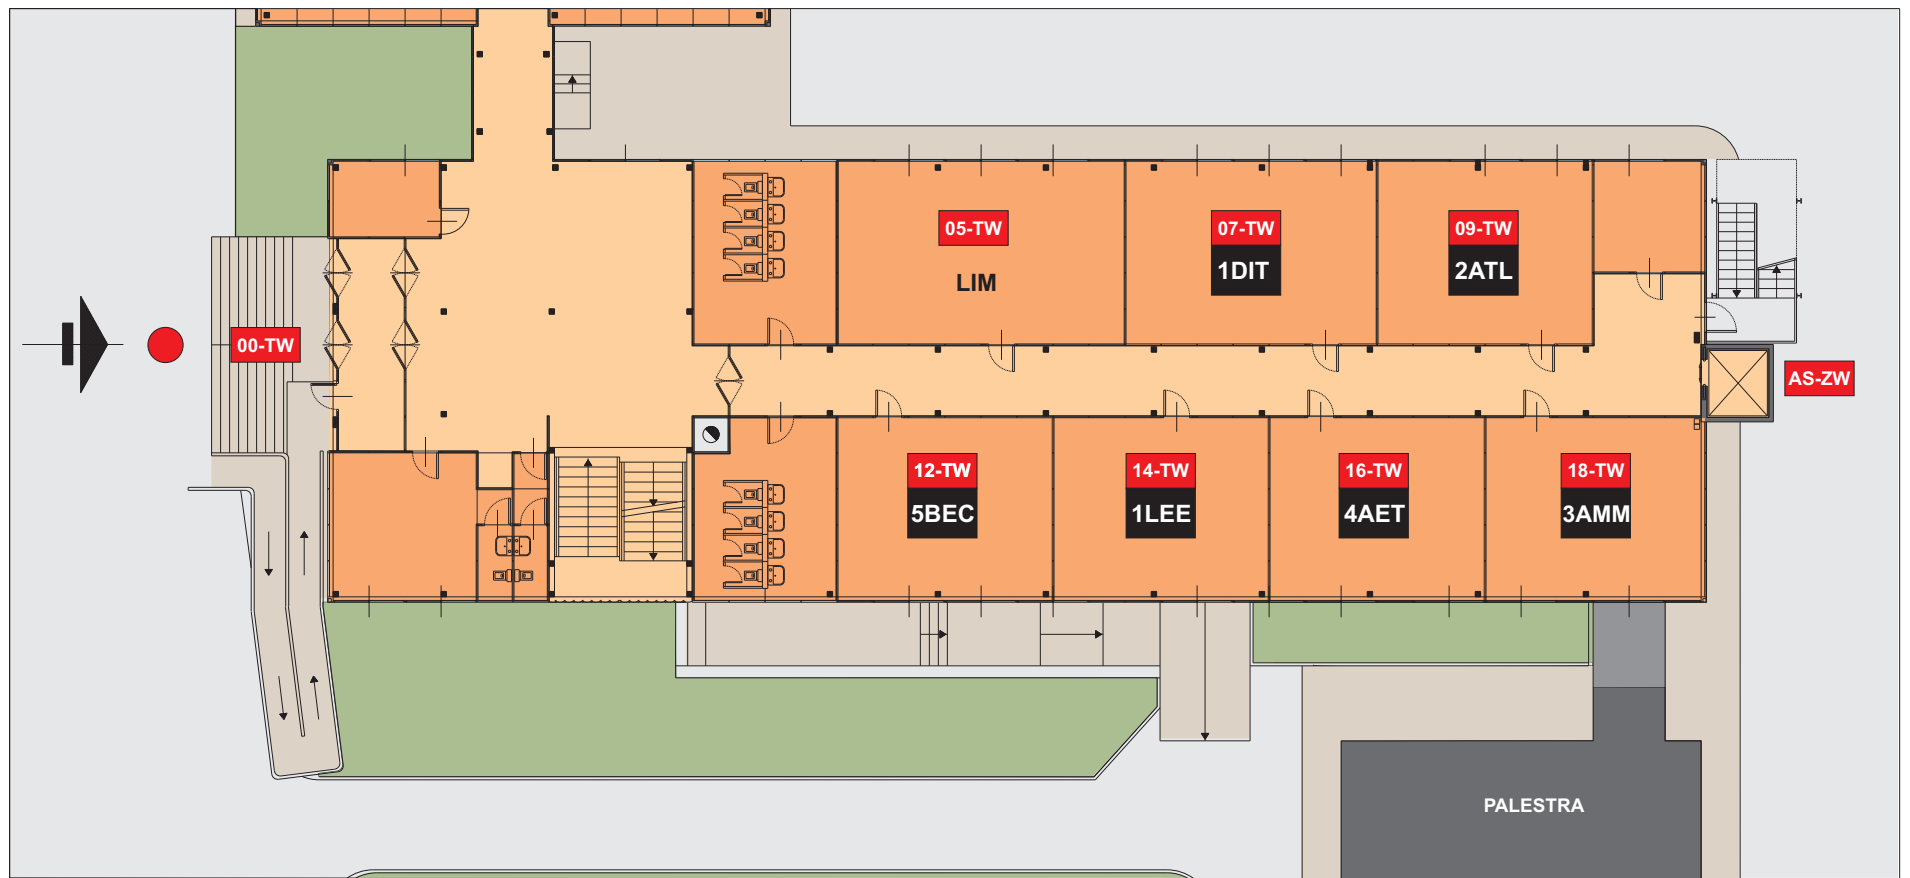 05-TW
LIM
07-TW
1DIT
09-TW
2ATL
00-TW
AS-ZW
12-TW
5BEC
14-TW
1LEE
16-TW
4AET
18-TW
3AMM
PALESTRA